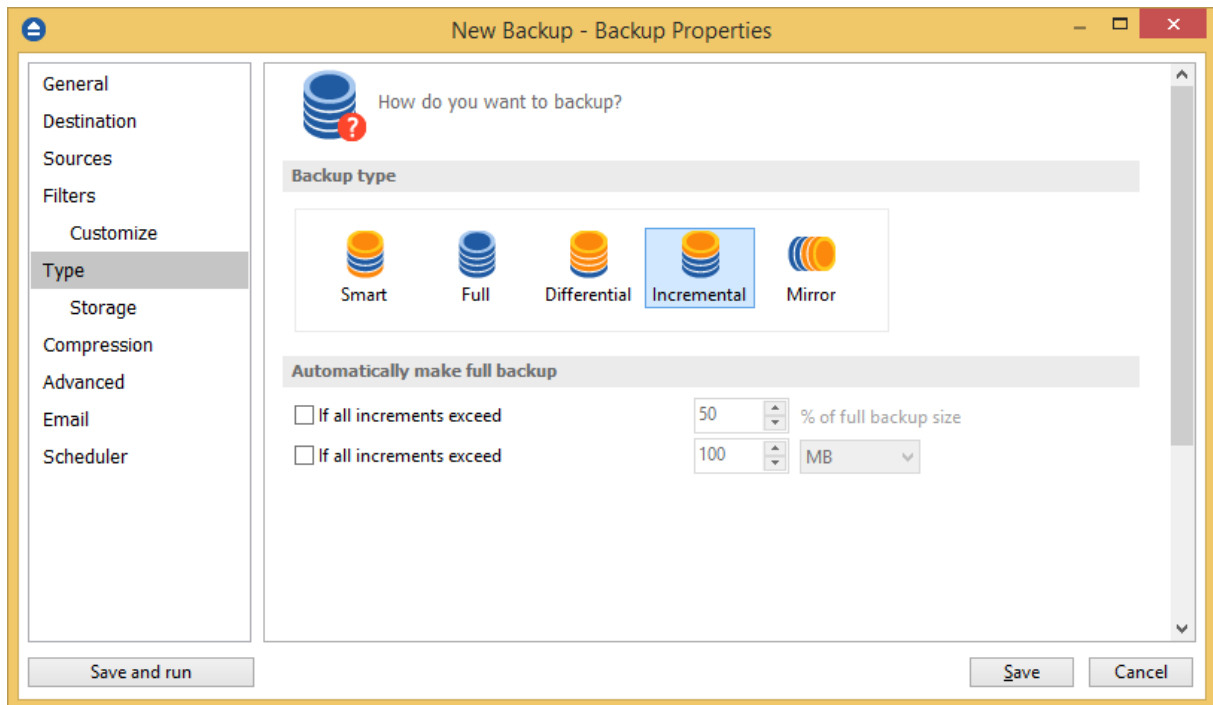 New Backup - Backup Properties
General
Destination
Sources
Filters
Customize
Type
Storage
Compression
Advanced
Email
Scheduler
How do you want to backup?
Backup type
Smart Full Differential Incremental Mirror
Automatically make full backup
If all increments exceed 50 % of full backup size
If all increments exceed 100 MB
Save and run Save Cancel